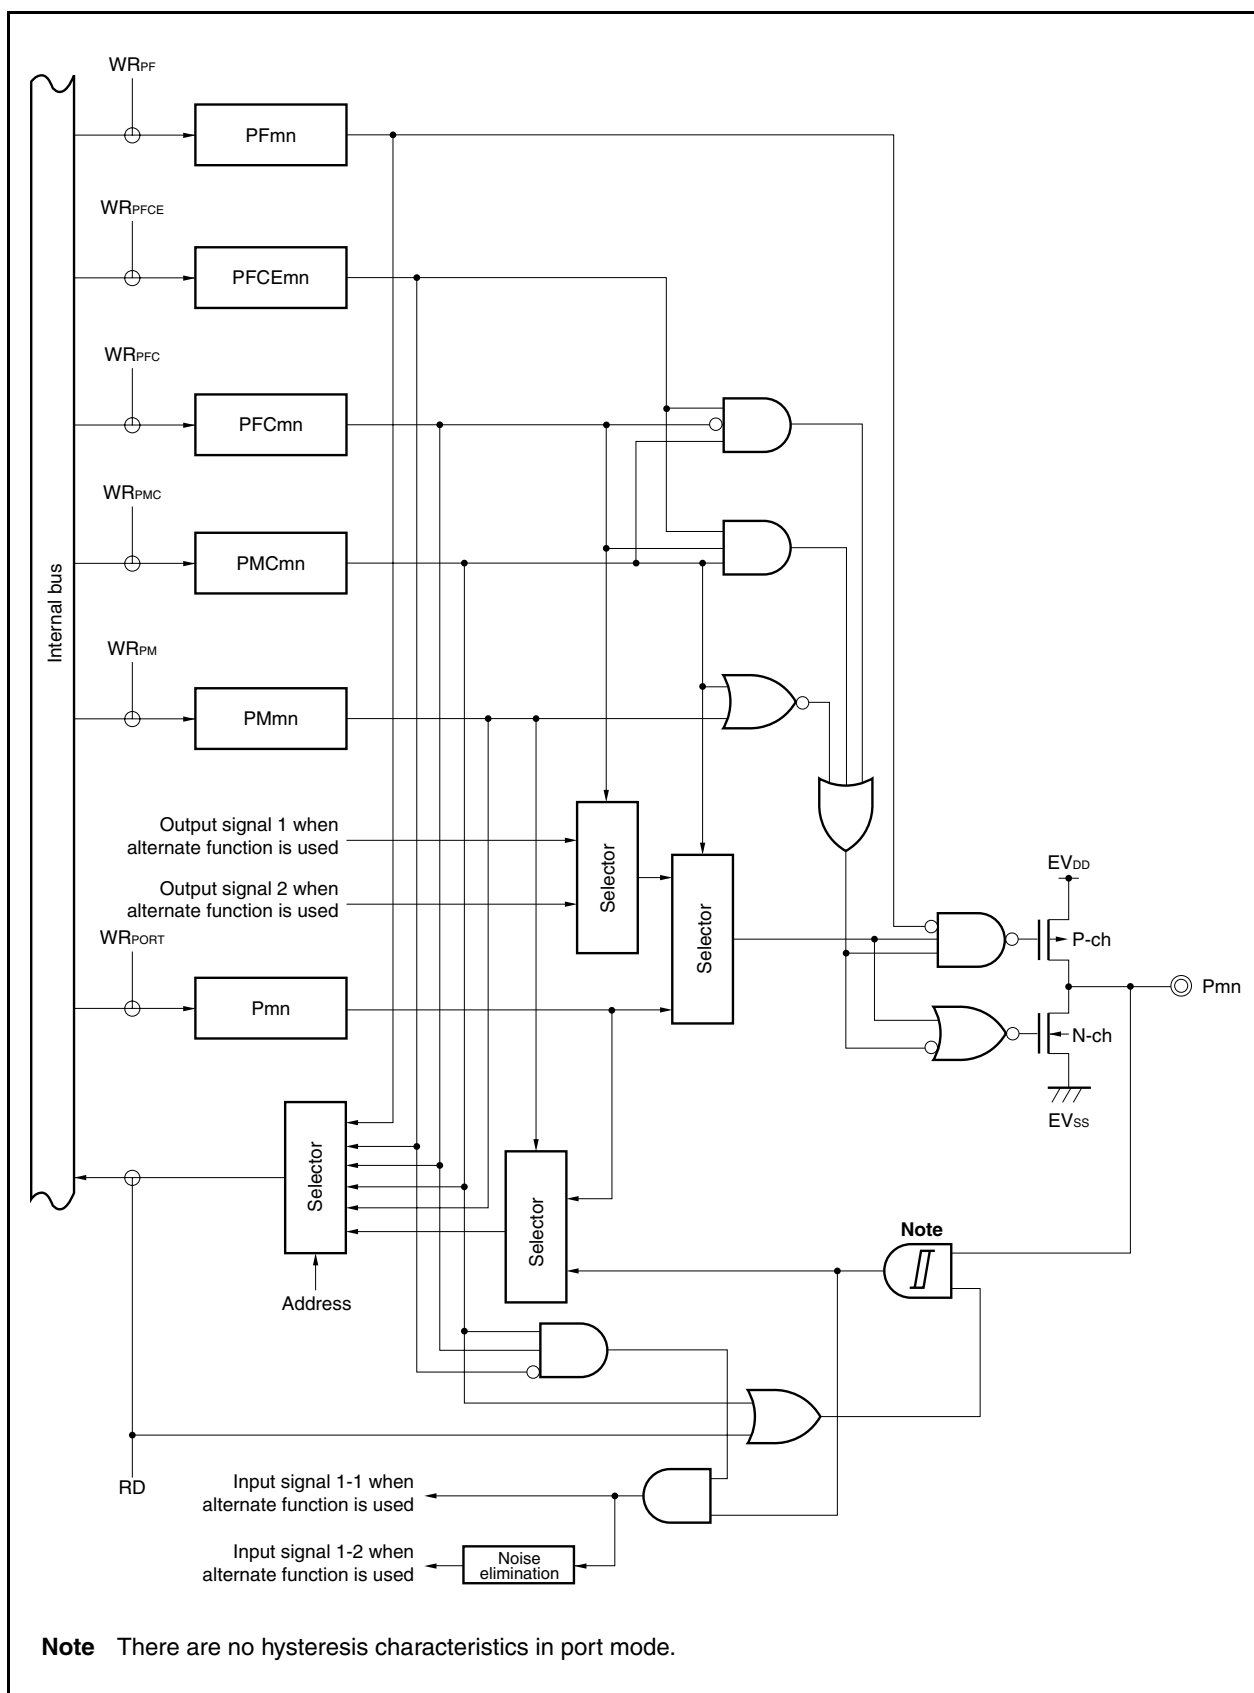 WRPF
PFmn
WRPFCE
PFCEmn
WRPFC
PFCmn
WRPMC
PMCmn
Internal bus
WRPM
PMmn
Output signal 1 when
alternate function is used
Output signal 2 when
alternate function is used
Selector
Selector
WRPORT
Pmn
EVDD
P-ch
Pmn
N-ch
EVSS
Selector
Selector
Address
Note
RD
Input signal 1-1 when
alternate function is used
Input signal 1-2 when
alternate function is used
Noise
elimination
Note There are no hysteresis characteristics in port mode.